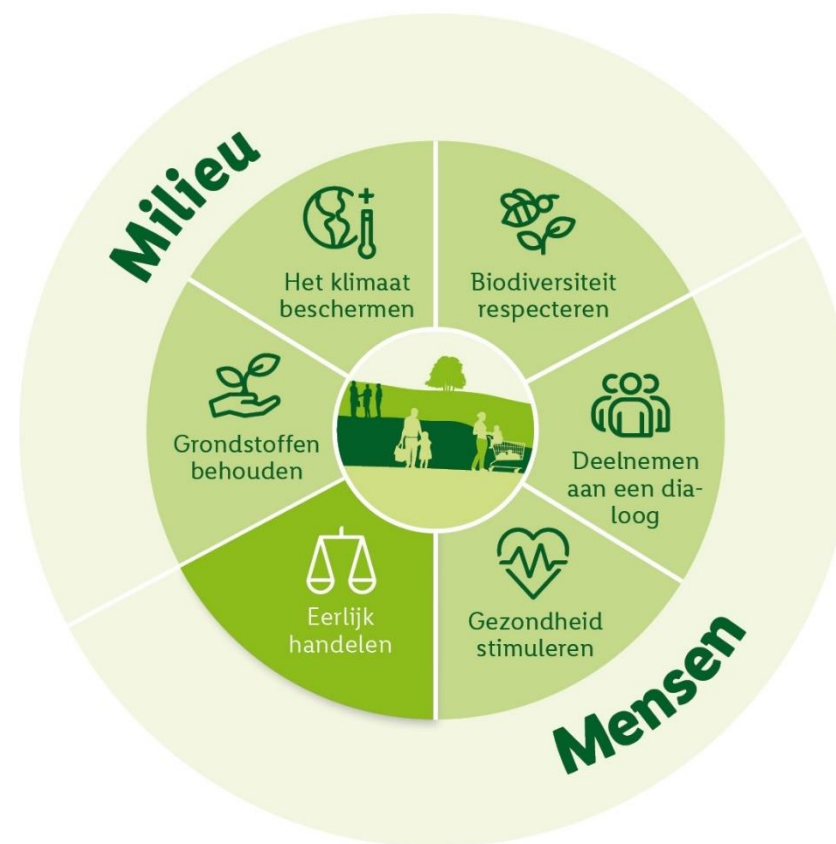 Milieu
Het klimaat
beschermen
Biodiversiteit
respecteren
Grondstoffen
behouden
Deelnemen
aan een dia-
loog
Eerlijk
handelen
Gezondheid
stimuleren
Mensen